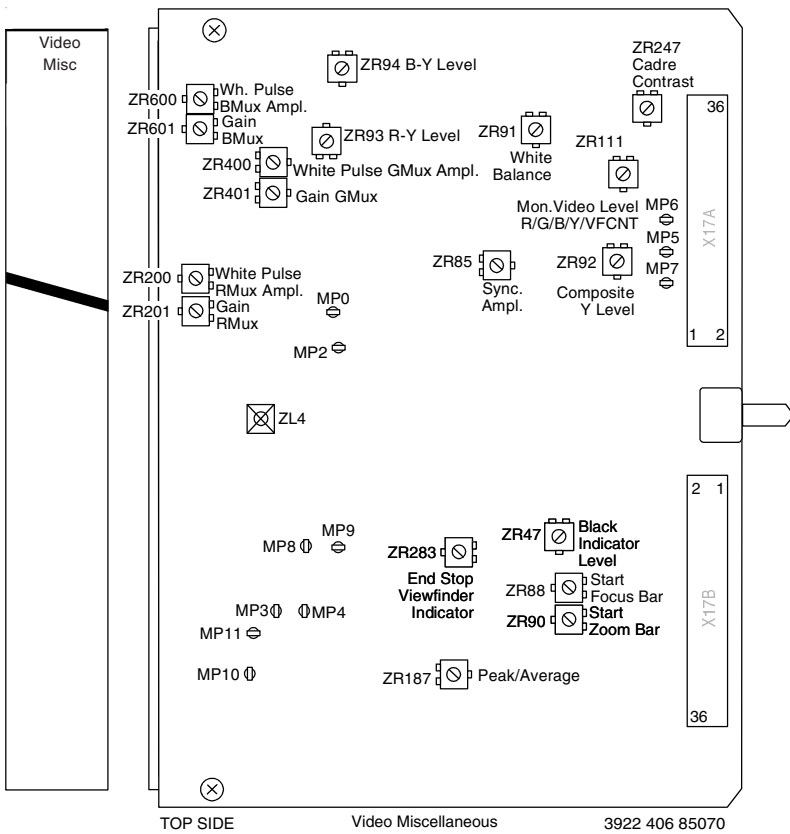 Video
Misc
ZR94 B-Y Level
ZR247
Cadre
Contrast
ZR600
Wh. Pulse
BMux Ampl.
ZR601
Gain
BMux
ZR93 R-Y Level
ZR91
White
Balance
ZR111
36
ZR400
White Pulse GMux Ampl.
ZR401
Gain GMux
Mon.Video Level
R/G/B/Y/VFCNT
MP6
MP5
MP7
X17A
ZR85
Sync.
Ampl.
ZR92
Composite
Y Level
ZR200
White Pulse
RMux Ampl.
ZR201
Gain
RMux
MP0
MP2
1 2
ZL4
2 1
MP8
MP9
ZR283
End Stop
Viewfinder
Indicator
ZR47
Black
Indicator
Level
ZR88
Start
Focus Bar
ZR90
Start
Zoom Bar
X17B
MP3
MP4
MP11
MP10
ZR187
Peak/Average
36
TOP SIDE
Video Miscellaneous
3922 406 85070